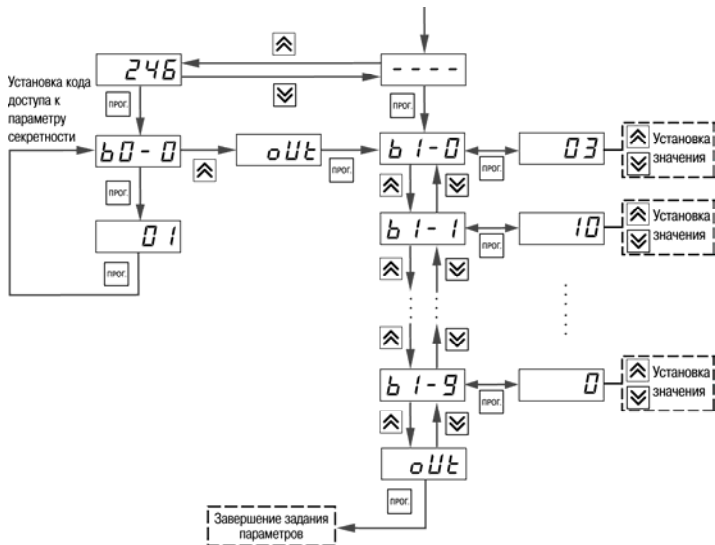 246
- - - -
Установка кода
доступа к
параметру
секретности
ПРОГ.
ПРОГ.
b0-0
oUt
b1-0
03
Установка
значения
ПРОГ.
ПРОГ.
ПРОГ.
01
b1-1
10
Установка
значения
ПРОГ.
ПРОГ.
b1-9
0
Установка
значения
ПРОГ.
oUt
ПРОГ.
Завершение задания
параметров